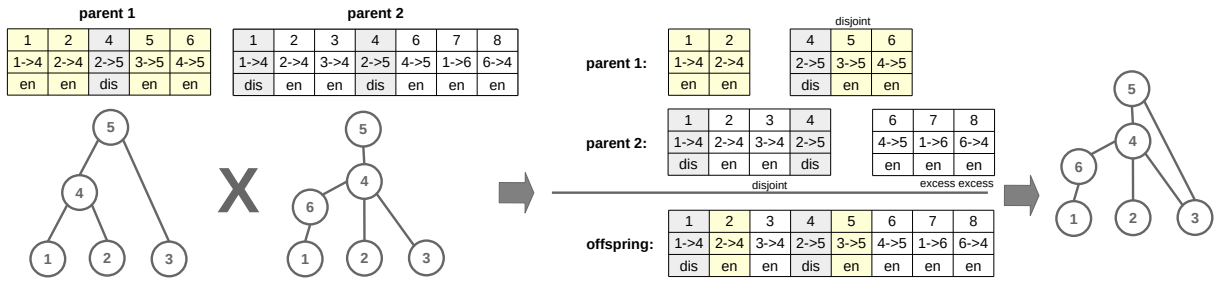 parent 1
1 2 4 5 6
1->4 2->4 2->5 3->5 4->5
en en dis en en
5
4
1 2 3
X
parent 2
1 2 3 4 6 7 8
1->4 2->4 3->4 2->5 4->5 1->6 6->4
dis en en dis en en en
5
4
6
1 2 3
disjoint
parent 1:
1 2 4 5 6
1->4 2->4 2->5 3->5 4->5
en en dis en en
parent 2:
1 2 3 4 6 7 8
1->4 2->4 3->4 2->5 4->5 1->6 6->4
dis en en dis en en en
disjoint excess excess
offspring:
1 2 3 4 5 6 7 8
1->4 2->4 3->4 2->5 3->5 4->5 1->6 6->4
dis en en dis en en en en
5
4
6
1 2 3